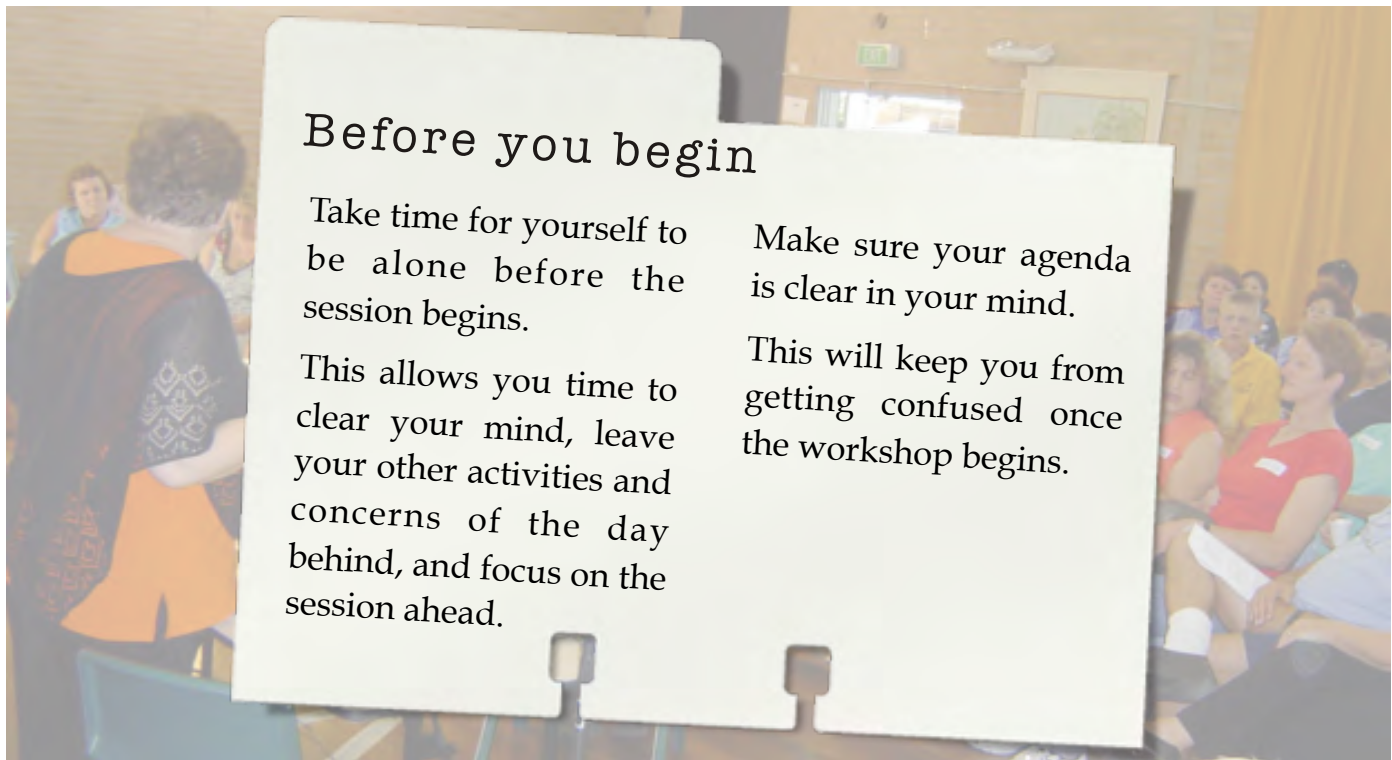 EXIT
Before you begin
Take time for yourself to
be alone before the
session begins.
This allows you time to
clear your mind, leave
your other activities and
concerns of the day
behind, and focus on the
session ahead.
Make sure your agenda
is clear in your mind.
This will keep you from
getting confused once
the workshop begins.